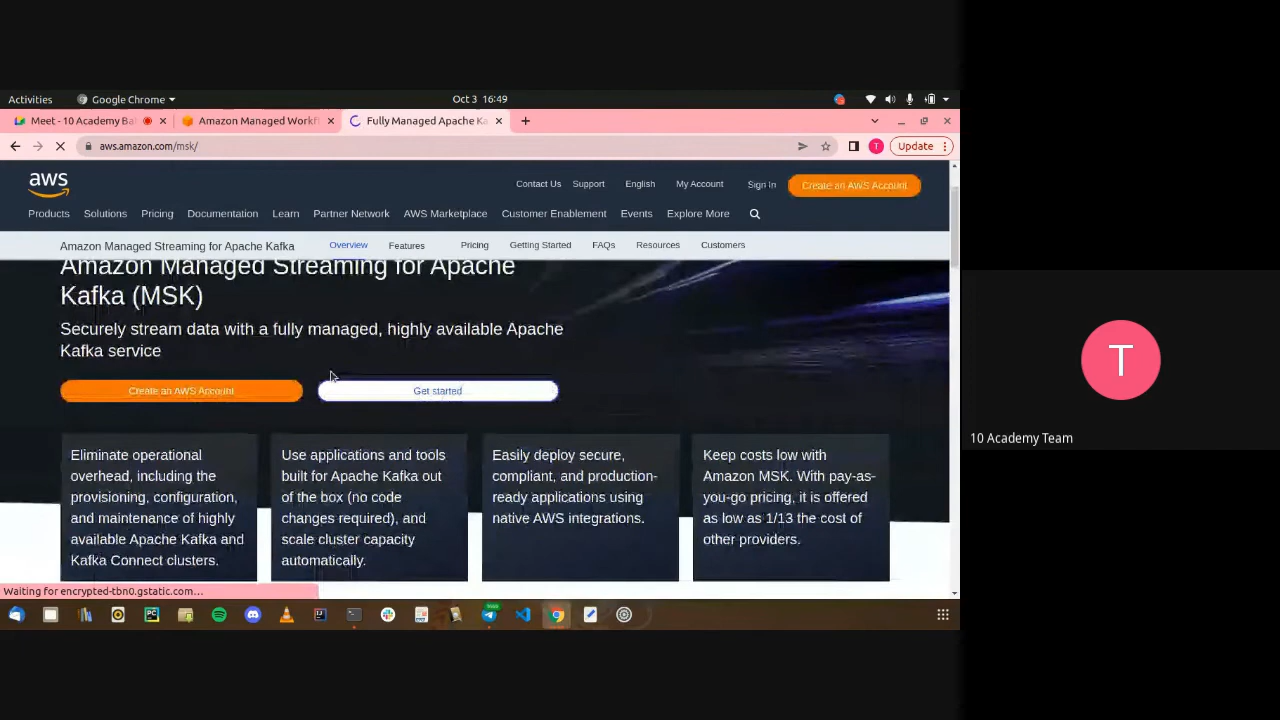 Activities
Google Chrome
Oct 3 16:49
Meet - 10 Academy Ba
Amazon Managed Workfl
Fully Managed Apache Ka
aws.amazon.com/msk/
T
Update
aws
Contact Us
Support
English
My Account
Sign In
Create an AWS Account
Products
Solutions
Pricing
Documentation
Learn
Partner Network
AWS Marketplace
Customer Enablement
Events
Explore More
Amazon Managed Streaming for Apache Kafka
Overview
Features
Pricing
Getting Started
FAQs
Resources
Customers
Amazon Managed Streaming for Apache
Kafka (MSK)
Securely stream data with a fully managed, highly available Apache
Kafka service
Create an AWS Account
Get started
Eliminate operational
overhead, including the
provisioning, configuration,
and maintenance of highly
available Apache Kafka and
Kafka Connect clusters.
Use applications and tools
built for Apache Kafka out
of the box (no code
changes required), and
scale cluster capacity
automatically.
Easily deploy secure,
compliant, and production-
ready applications using
native AWS integrations.
Keep costs low with
Amazon MSK. With pay-as-
you-go pricing, it is offered
as low as 1/13 the cost of
other providers.
Waiting for encrypted-tbn0.gstatic.com...
T
10 Academy Team